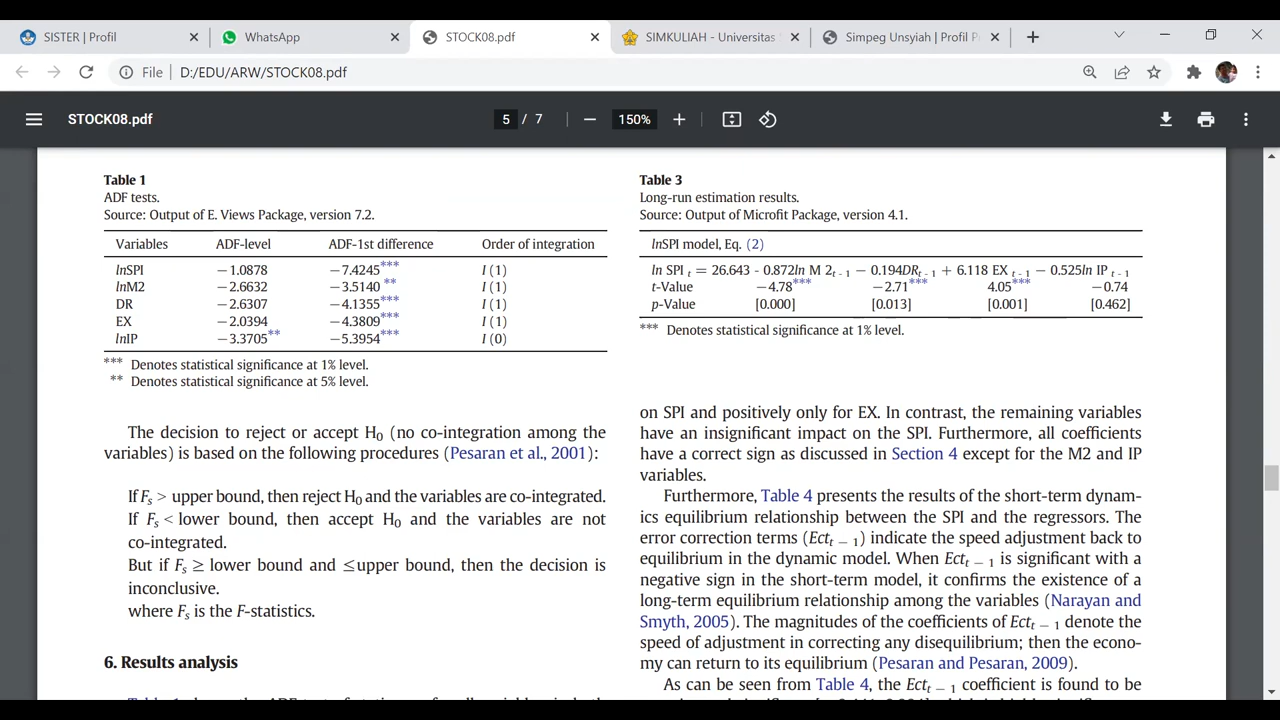 SISTER | Profil
WhatsApp
STOCK08.pdf
SIMKULIAH - Universitas
Simpeg Unsyiah | Profil P
File | D:/EDU/ARW/STOCK08.pdf
STOCK08.pdf
5 / 7
150%
Table 1
ADF tests.
Source: Output of E. Views Package, version 7.2.
Variables ADF-level ADF-1st difference Order of integration
lnSPI −1.0878 −7.4245*** I (1)
lnM2 −2.6632 −3.5140 ** I (1)
DR −2.6307 −4.1355*** I (1)
EX −2.0394 −4.3809*** I (1)
lnIP −3.3705** −5.3954*** I (0)
*** Denotes statistical significance at 1% level.
** Denotes statistical significance at 5% level.
The decision to reject or accept H0 (no co-integration among the
variables) is based on the following procedures (Pesaran et al., 2001):
If Fs > upper bound, then reject H0 and the variables are co-integrated.
If Fs < lower bound, then accept H0 and the variables are not
co-integrated.
But if Fs ≥ lower bound and ≤upper bound, then the decision is
inconclusive.
where Fs is the F-statistics.
6. Results analysis
Table 3
Long-run estimation results.
Source: Output of Microfit Package, version 4.1.
lnSPI model, Eq. (2)
ln SPI t = 26.643 - 0.872ln M 2t - 1 − 0.194DRt - 1 + 6.118 EX t - 1 − 0.525ln IP t - 1
t-Value −4.78*** −2.71*** 4.05*** −0.74
p-Value [0.000] [0.013] [0.001] [0.462]
*** Denotes statistical significance at 1% level.
on SPI and positively only for EX. In contrast, the remaining variables
have an insignificant impact on the SPI. Furthermore, all coefficients
have a correct sign as discussed in Section 4 except for the M2 and IP
variables.
Furthermore, Table 4 presents the results of the short-term dynam-
ics equilibrium relationship between the SPI and the regressors. The
error correction terms (Ectt − 1) indicate the speed adjustment back to
equilibrium in the dynamic model. When Ectt − 1 is significant with a
negative sign in the short-term model, it confirms the existence of a
long-term equilibrium relationship among the variables (Narayan and
Smyth, 2005). The magnitudes of the coefficients of Ectt − 1 denote the
speed of adjustment in correcting any disequilibrium; then the econo-
my can return to its equilibrium (Pesaran and Pesaran, 2009).
As can be seen from Table 4, the Ectt − 1 coefficient is found to be